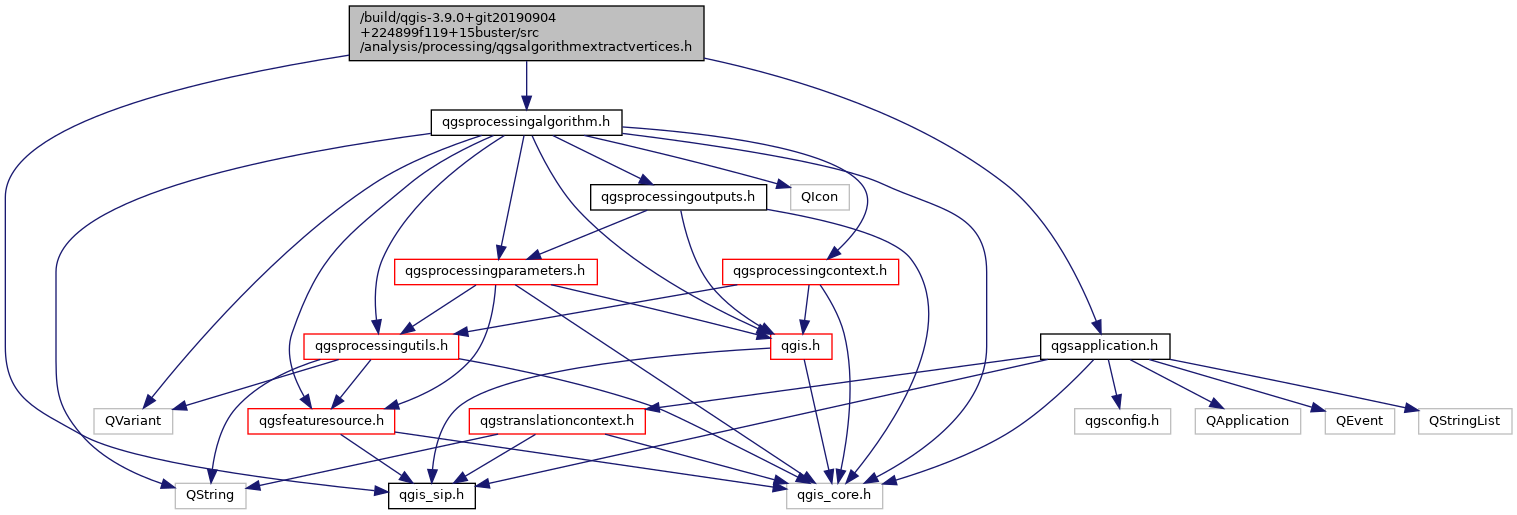 /build/qgis-3.9.0+git20190904
+224899f119+15buster/src
/analysis/processing/qgsalgorithmextractvertices.h
qgsprocessingalgorithm.h
qgsprocessingoutputs.h
QIcon
qgsprocessingparameters.h
qgsprocessingcontext.h
qgsprocessingutils.h
qgis.h
qgsapplication.h
QVariant
qgsfeaturesource.h
qgstranslationcontext.h
qgsconfig.h
QApplication
QEvent
QStringList
QString
qgis_sip.h
qgis_core.h